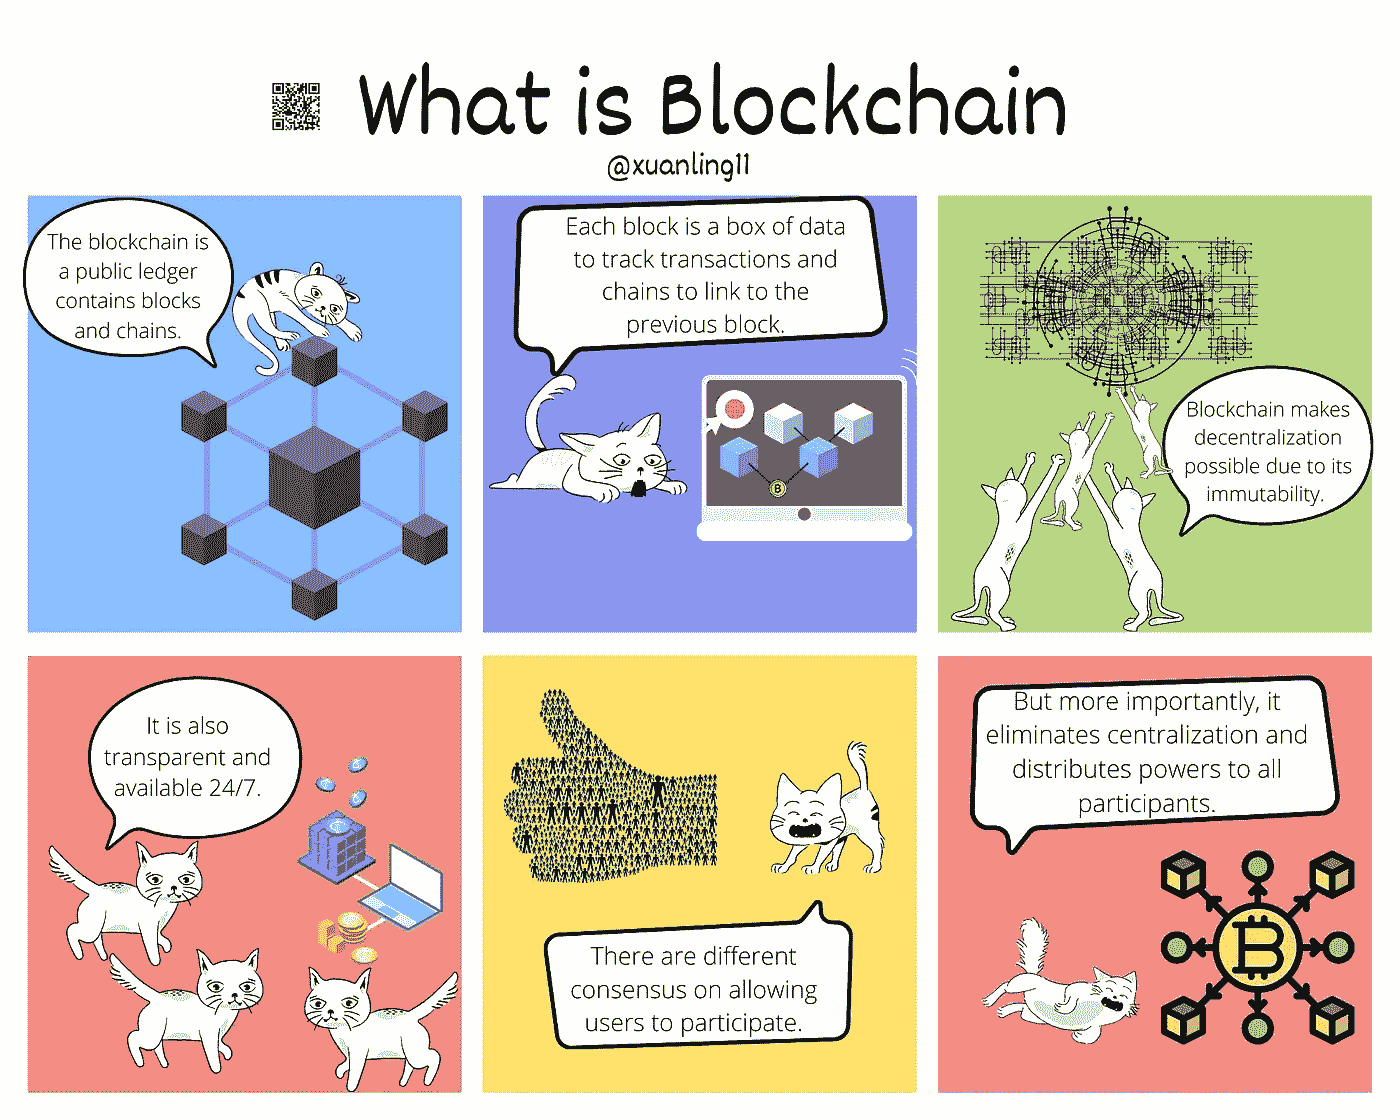 What is Blockchain
@xuanling11
The blockchain is
a public ledger
contains blocks
and chains.
Each block is a box of data
to track transactions and
chains to link to the
previous block.
B
Blockchain makes
decentralization
possible due to its
immutability.
It is also
transparent and
available 24/7.
There are different
consensus on allowing
users to participate.
But more importantly, it
eliminates centralization and
distributes powers to all
participants.